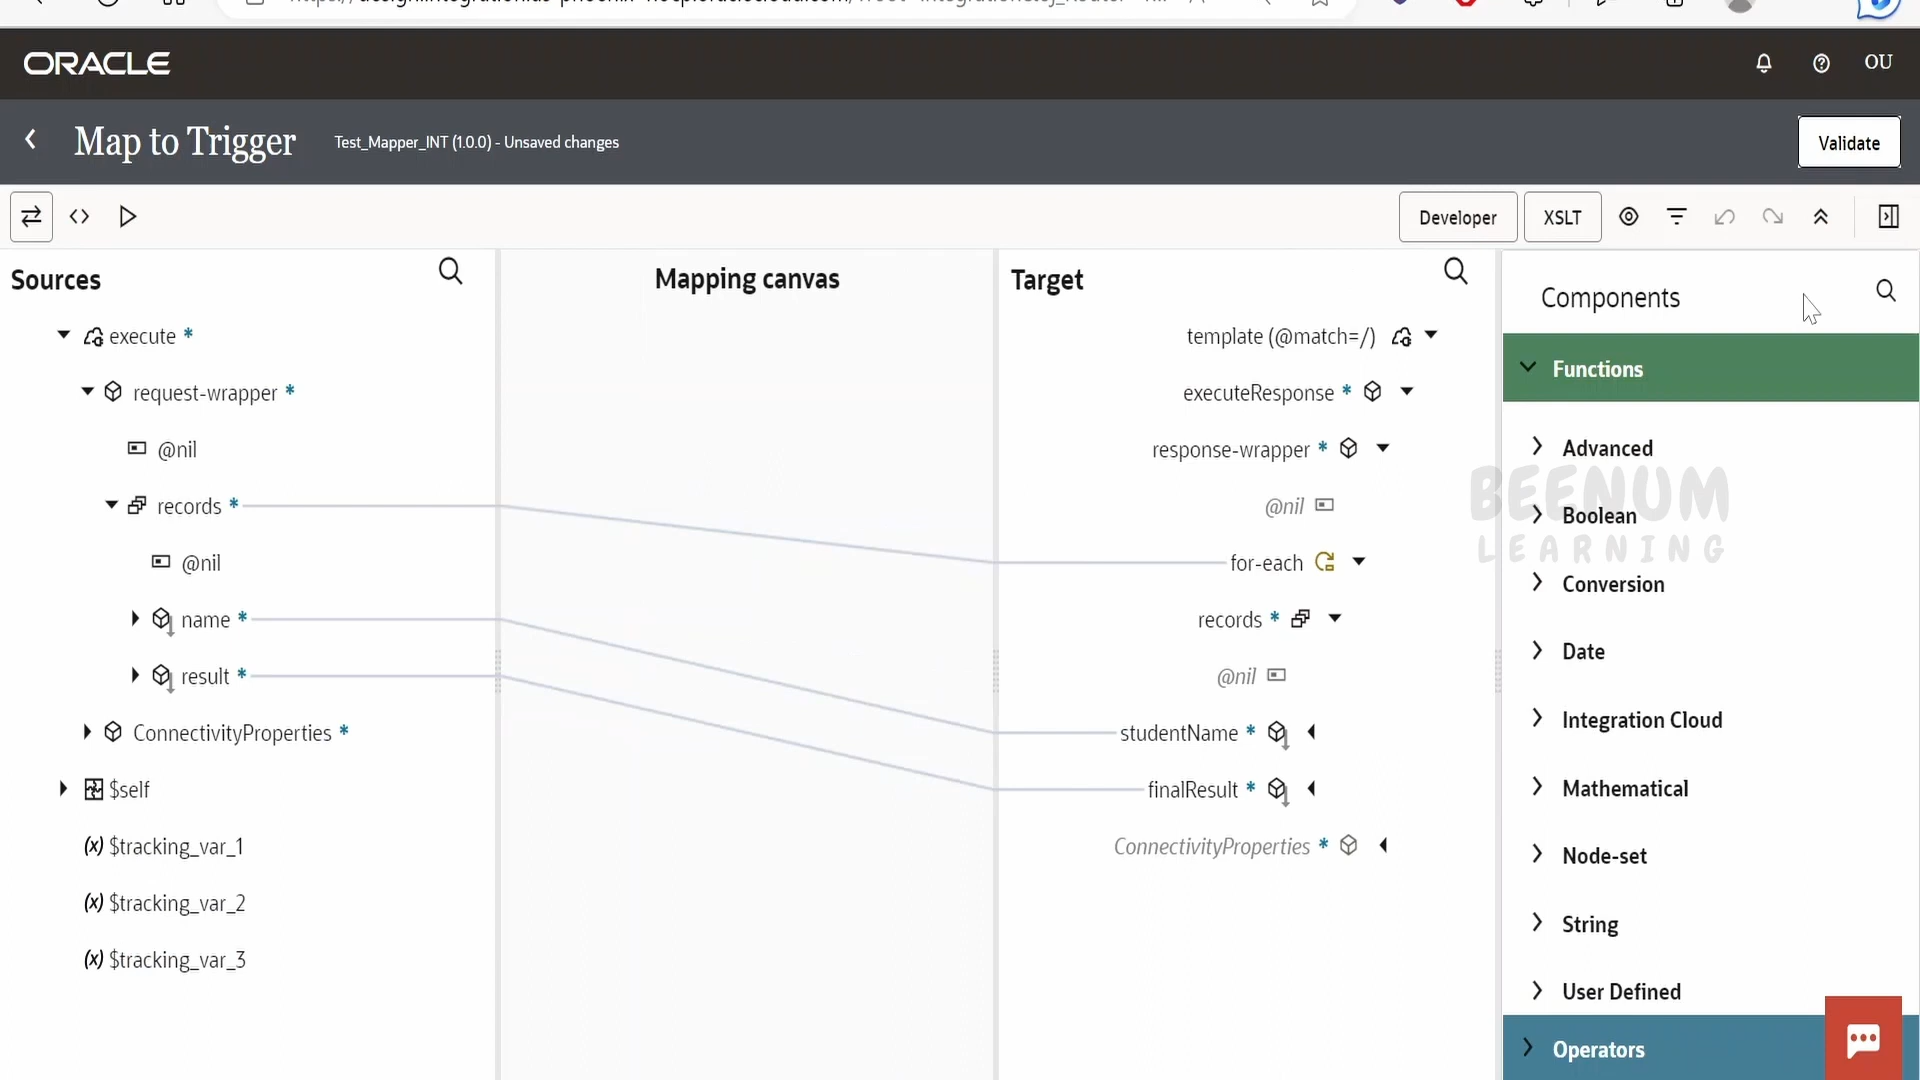 ORACLE
OU
Map to Trigger
Test_Mapper_INT (1.0.0) - Unsaved changes
Validate
Developer
XSLT
Sources
Mapping canvas
Target
Components
execute *
template (@match=/)
Functions
request-wrapper *
executeResponse *
@nil
response-wrapper *
Advanced
records *
@nil
BEENUM
LEARNING
Boolean
@nil
for-each
Conversion
name *
records *
Date
result *
@nil
Integration Cloud
ConnectivityProperties *
studentName *
$self
finalResult *
Mathematical
(x) $tracking_var_1
ConnectivityProperties *
Node-set
(x) $tracking_var_2
String
(x) $tracking_var_3
User Defined
Operators